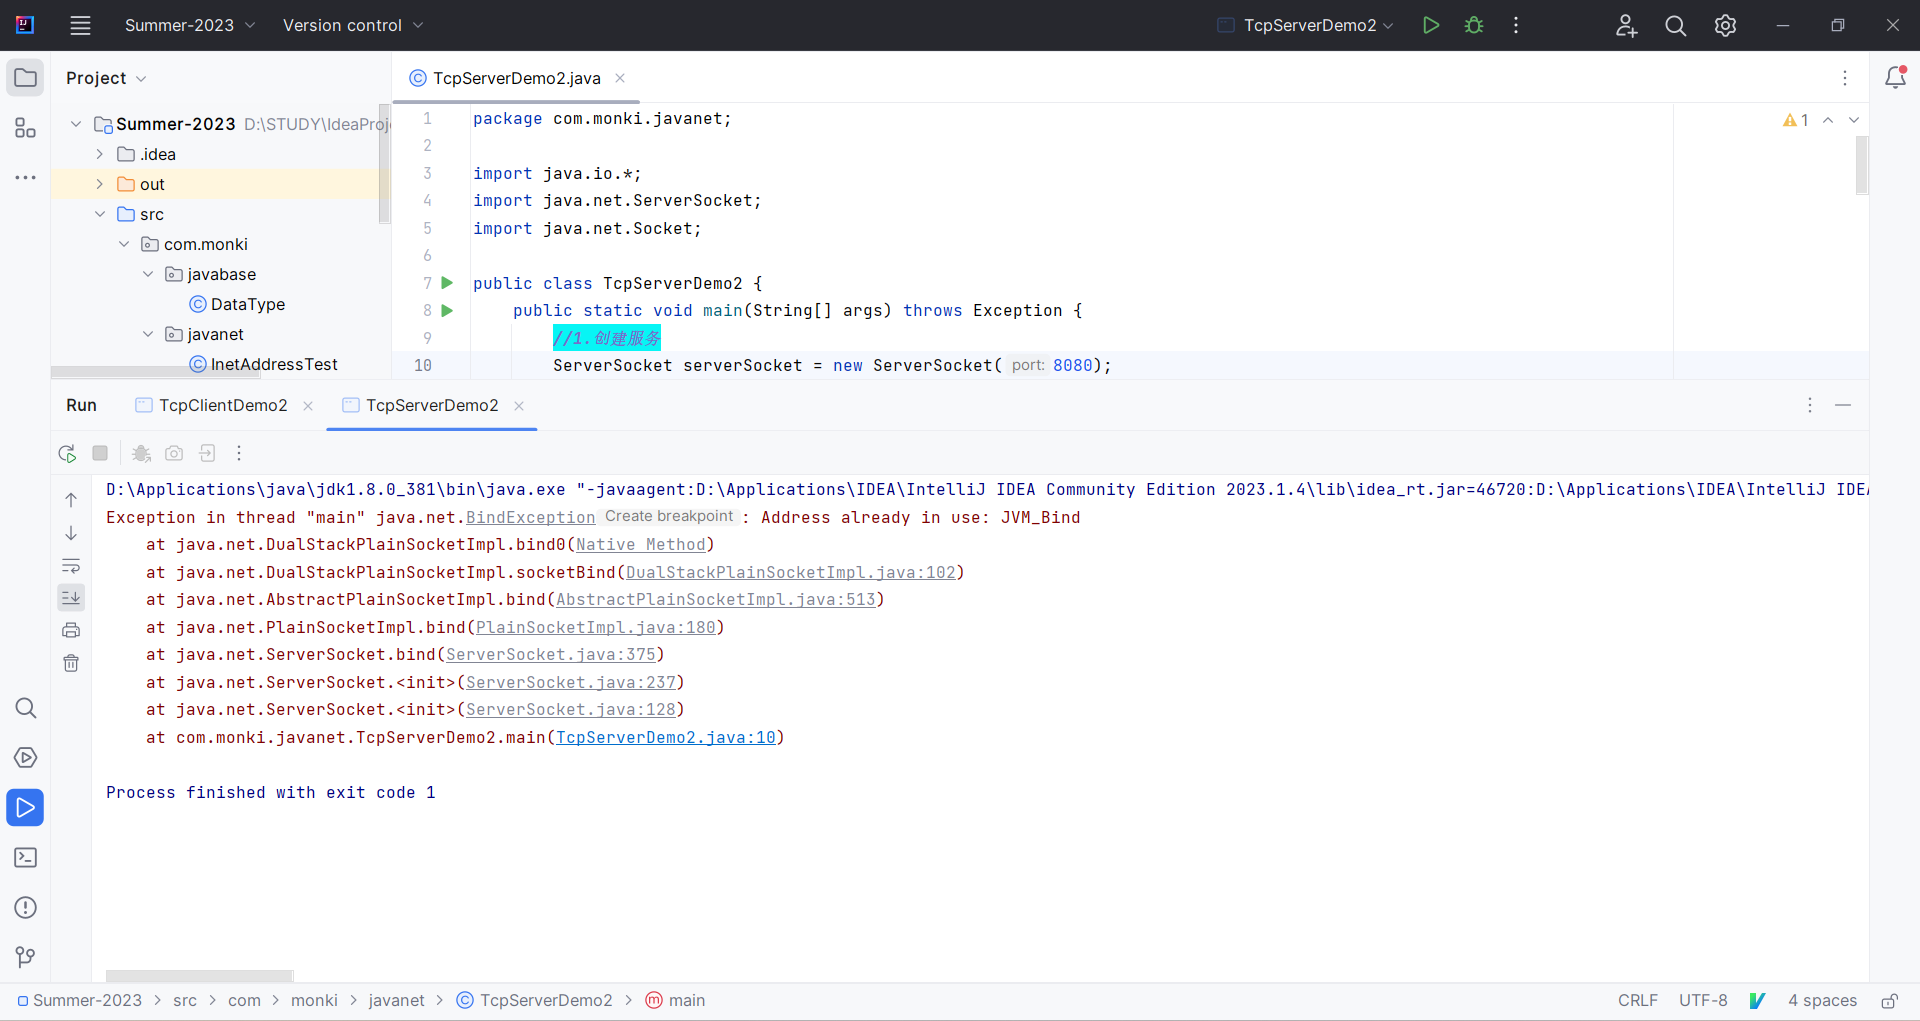 Summer-2023 Version control TcpServerDemo2
Project
TcpServerDemo2.java
Summer-2023 D:\STUDY\IdeaProj
.idea
out
src
com.monki
javabase
DataType
javanet
InetAddressTest
1 package com.monki.javanet;
2
3 import java.io.*;
4 import java.net.ServerSocket;
5 import java.net.Socket;
6
7 public class TcpServerDemo2 {
8 public static void main(String[] args) throws Exception {
9 //1.创建服务
10 ServerSocket serverSocket = new ServerSocket( port: 8080);
1
Run TcpClientDemo2 TcpServerDemo2
D:\Applications\java\jdk1.8.0_381\bin\java.exe "-javaagent:D:\Applications\IDEA\IntelliJ IDEA Community Edition 2023.1.4\lib\idea_rt.jar=46720:D:\Applications\IDEA\IntelliJ IDEA
Exception in thread "main" java.net.BindException Create breakpoint : Address already in use: JVM_Bind
at java.net.DualStackPlainSocketImpl.bind0(Native Method)
at java.net.DualStackPlainSocketImpl.socketBind(DualStackPlainSocketImpl.java:102)
at java.net.AbstractPlainSocketImpl.bind(AbstractPlainSocketImpl.java:513)
at java.net.PlainSocketImpl.bind(PlainSocketImpl.java:180)
at java.net.ServerSocket.bind(ServerSocket.java:375)
at java.net.ServerSocket.<init>(ServerSocket.java:237)
at java.net.ServerSocket.<init>(ServerSocket.java:128)
at com.monki.javanet.TcpServerDemo2.main(TcpServerDemo2.java:10)
Process finished with exit code 1
Summer-2023 > src > com > monki > javanet > TcpServerDemo2 > main
CRLF UTF-8 4 spaces